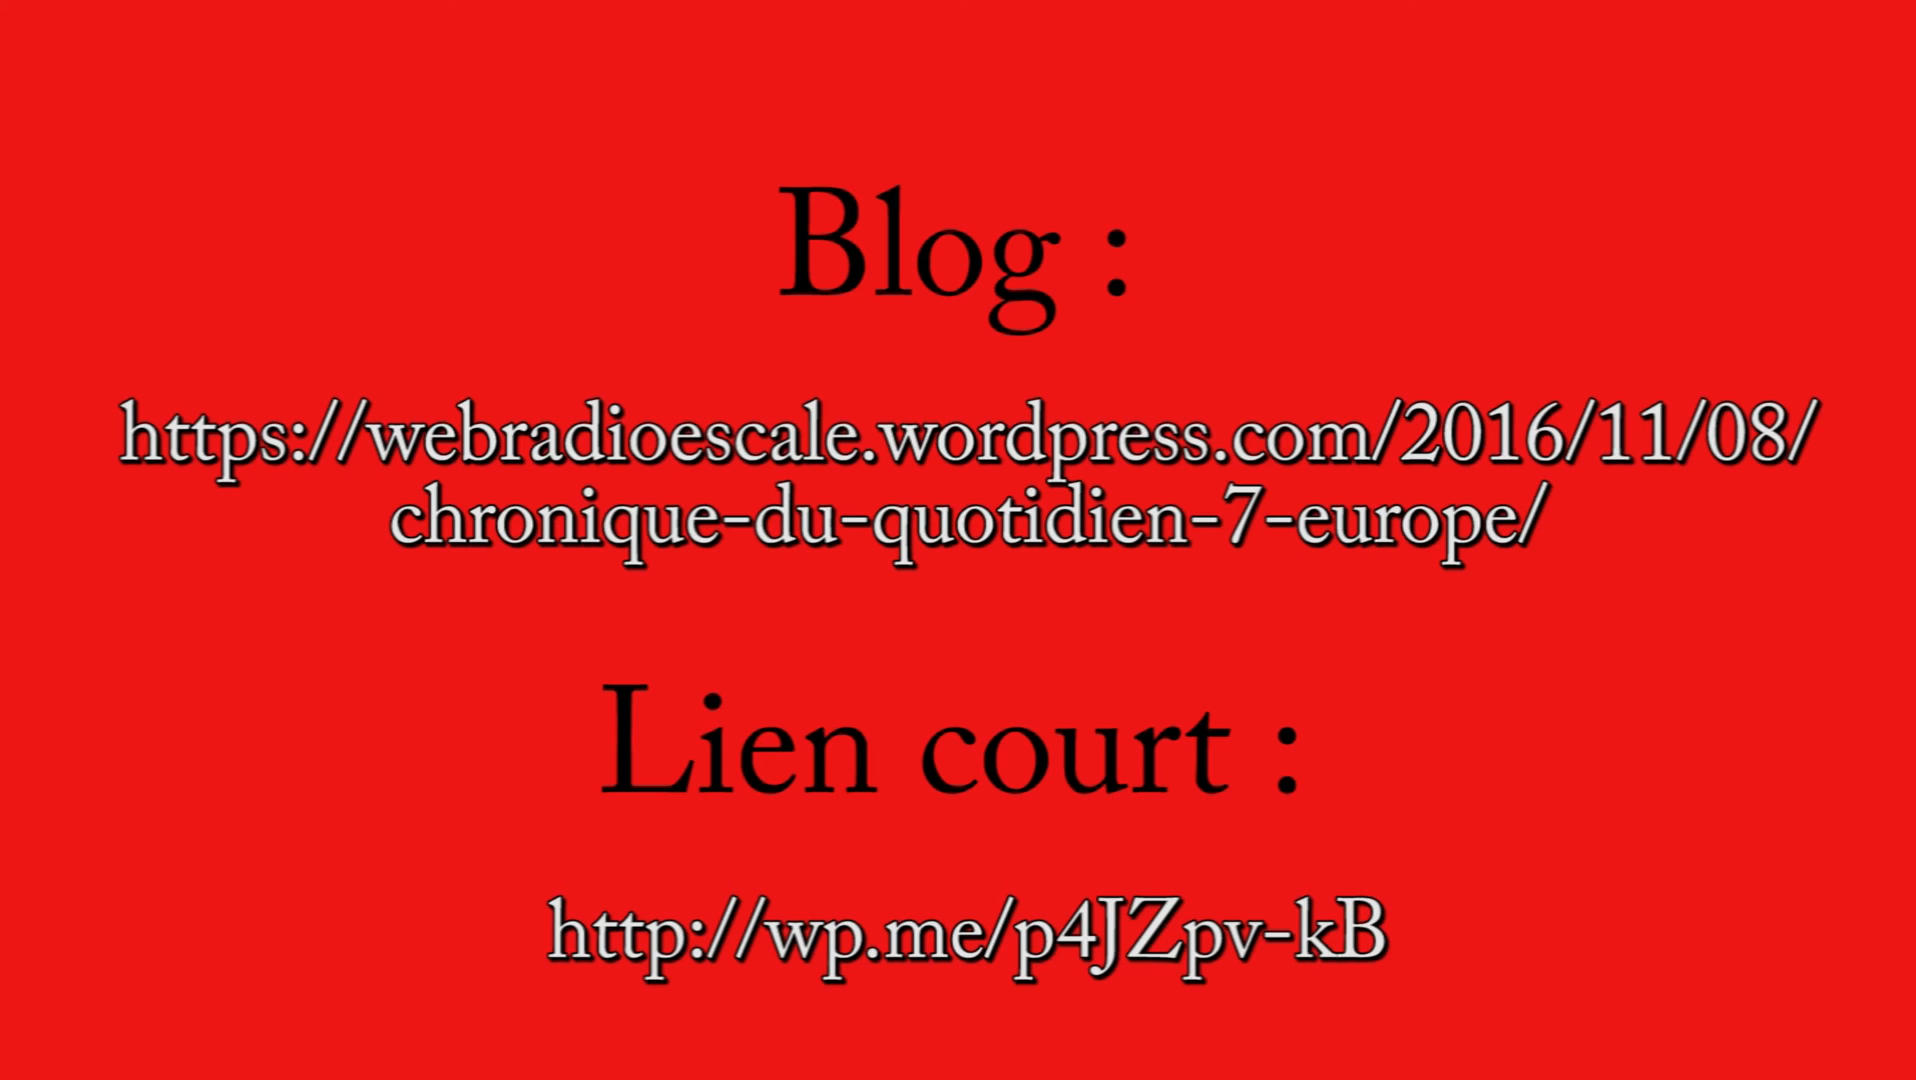 Blog :
https://webradioescale.wordpress.com/2016/11/08/
chronique-du-quotidien-7-europe/
Lien court :
http://wp.me/p4JZpv-kB